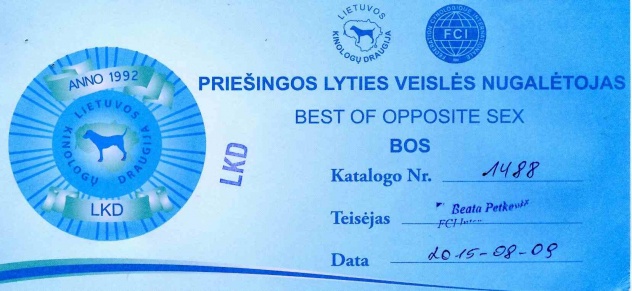 LIETUVOS
KINOLOGŲ DRAUGIJA
FCI
ANNO 1992
LIETUVOS
KINOLOGŲ DRAUGIJA
LKD
LKD
PRIEŠINGOS LYTIES VEISLĖS NUGALĖTOJAS
BEST OF OPPOSITE SEX
BOS
Katalogo Nr. 1488
Teisėjas Beata
FCI
Data 2015-08-09